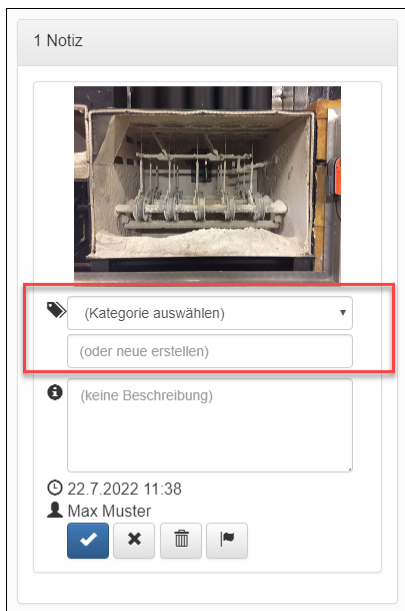 1 Notiz
(Kategorie auswählen)
(oder neue erstellen)
(keine Beschreibung)
22.7.2022 11:38
Max Muster